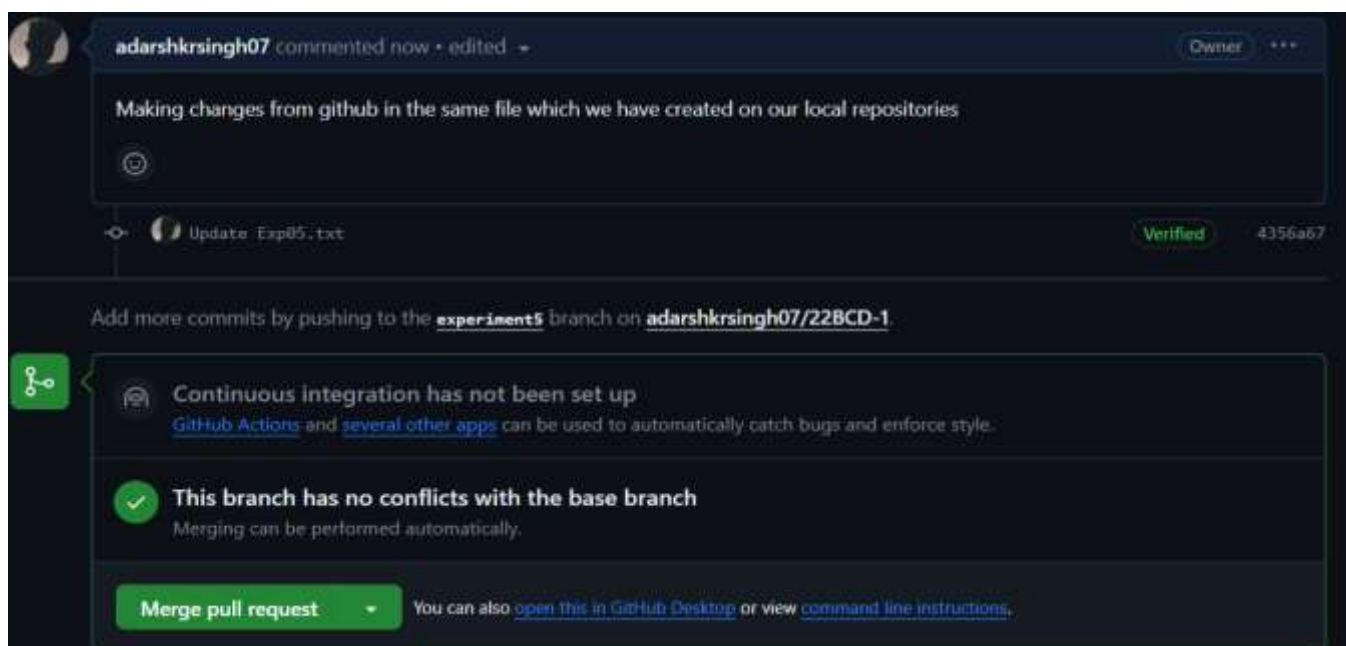 adarshkrsingh07 commented now • edited
Owner
Making changes from github in the same file which we have created on our local repositories
Update Exp05.txt
Verified
4356a67
Add more commits by pushing to the experiment5 branch on adarshkrsingh07/22BCD-1.
Continuous integration has not been set up
GitHub Actions and several other apps can be used to automatically catch bugs and enforce style.
This branch has no conflicts with the base branch
Merging can be performed automatically.
Merge pull request
You can also open this in GitHub Desktop or view command line instructions.